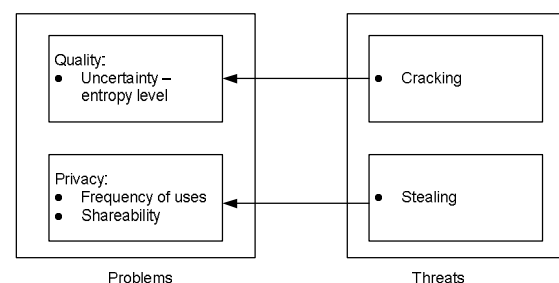 Quality:
• Uncertainty –
entropy level
Privacy:
• Frequency of uses
• Shareability
Problems
• Cracking
• Stealing
Threats